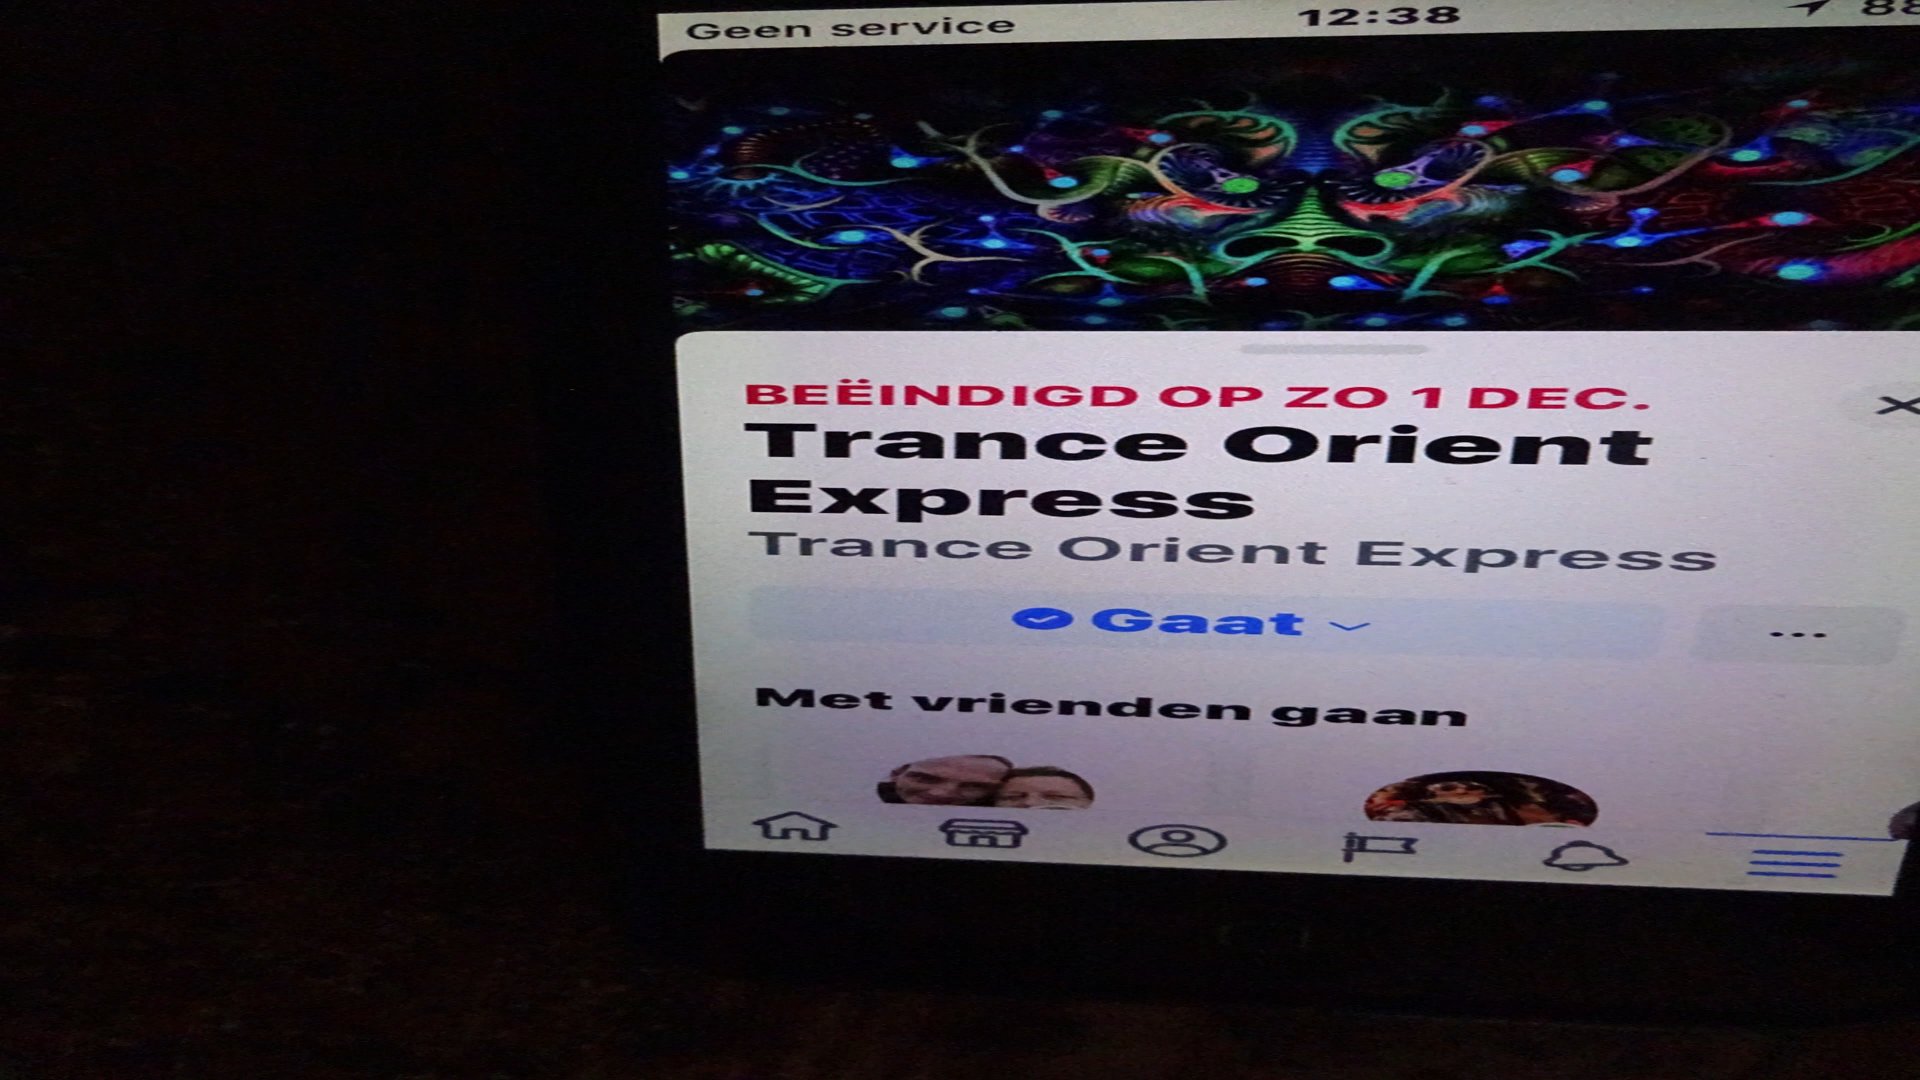 Geen service 12:38 88
BEËINDIGD OP ZO 1 DEC.
Trance Orient
Express
Trance Orient Express
Gaat
...
Met vrienden gaan